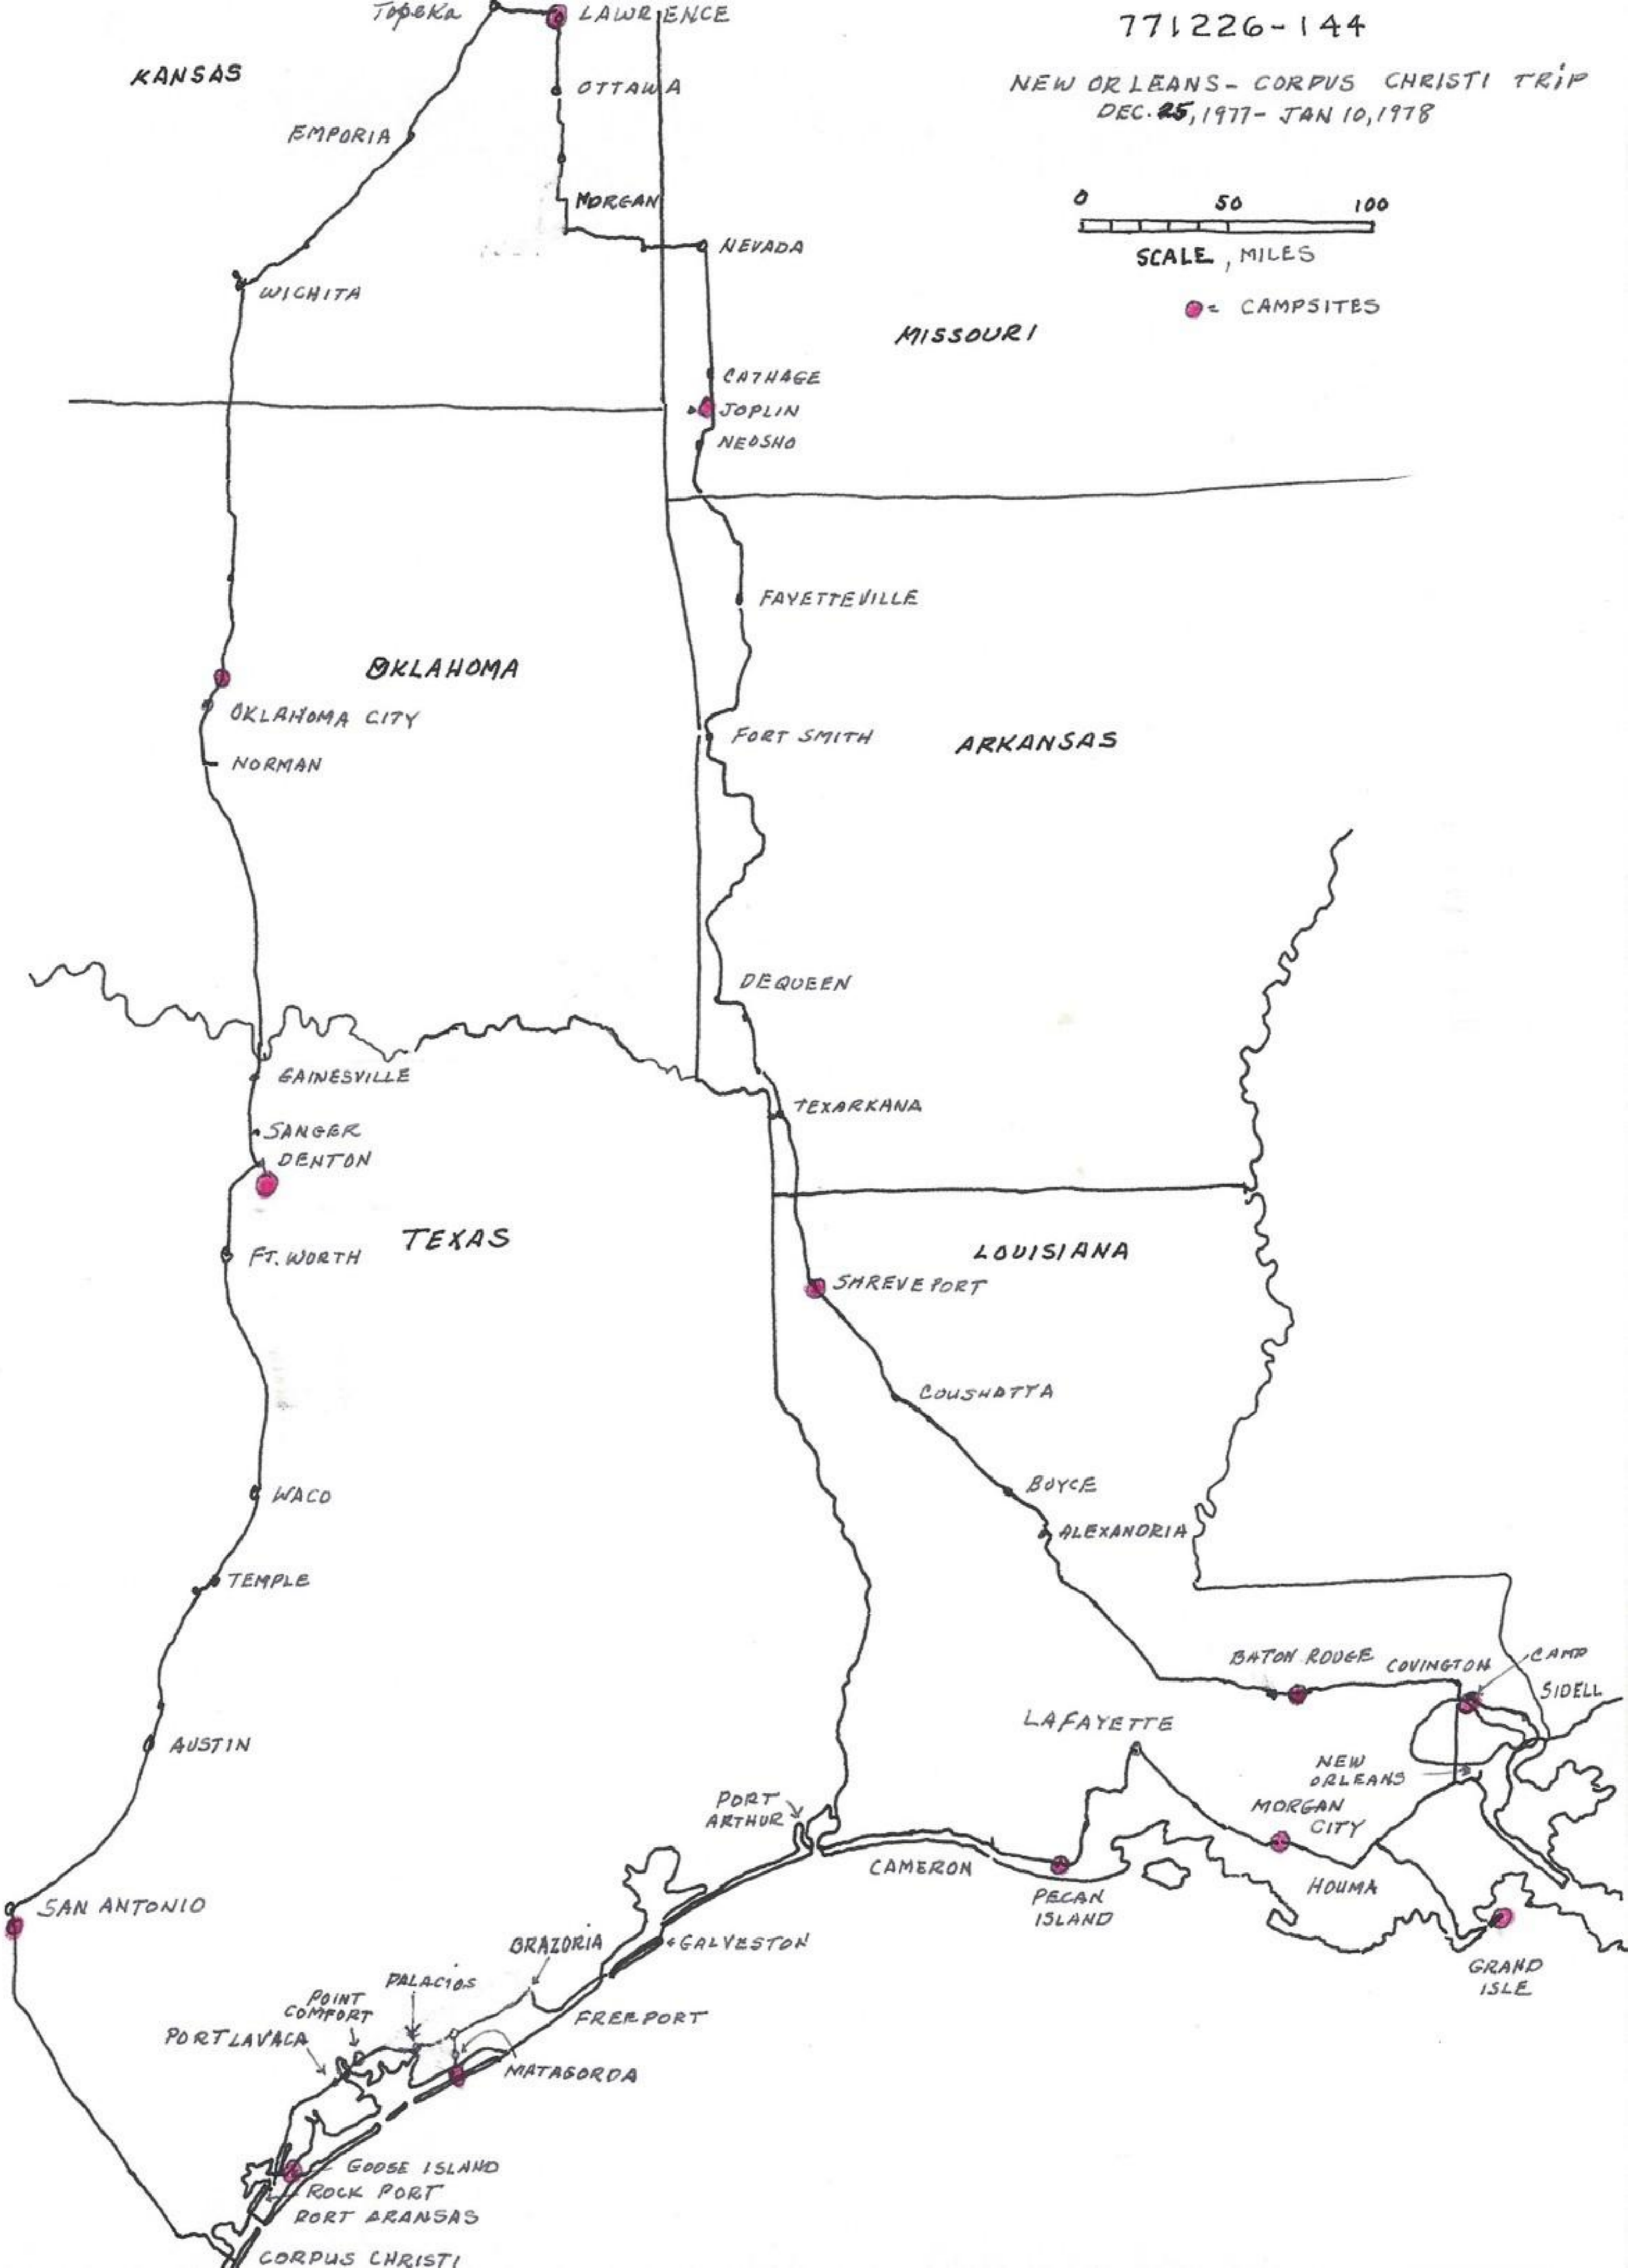 Topeka
LAWRENCE
771226-144
KANSAS
OTTAWA
NEW ORLEANS - CORPUS CHRISTI TRIP
DEC. 25, 1977 - JAN 10, 1978
EMPORIA
MORGAN
0 50 100
NEVADA
SCALE, MILES
WICHITA
= CAMPSITES
MISSOURI
CATHAGE
JOPLIN
NEOSHO
FAYETTEVILLE
OKLAHOMA
OKLAHOMA CITY
FORT SMITH
ARKANSAS
NORMAN
DEQUEEN
GAINESVILLE
TEXARKANA
SANGER
DENTON
TEXAS
FT. WORTH
LOUISIANA
SHREVEPORT
COUSHATTA
BOYCE
WACO
ALEXANDRIA
TEMPLE
BATON ROUGE
COVINGTON
CAMP
SIDELL
LAFAYETTE
AUSTIN
NEW
ORLEANS
PORT
ARTHUR
MORGAN
CITY
CAMERON
HOUMA
PECAN
ISLAND
SAN ANTONIO
BRAZORIA
GALVESTON
GRAND
ISLE
PALACIOS
POINT
COMFORT
FREEPORT
PORT LAVACA
MATAGORDA
GOOSE ISLAND
ROCK PORT
PORT ARANSAS
CORPUS CHRISTI